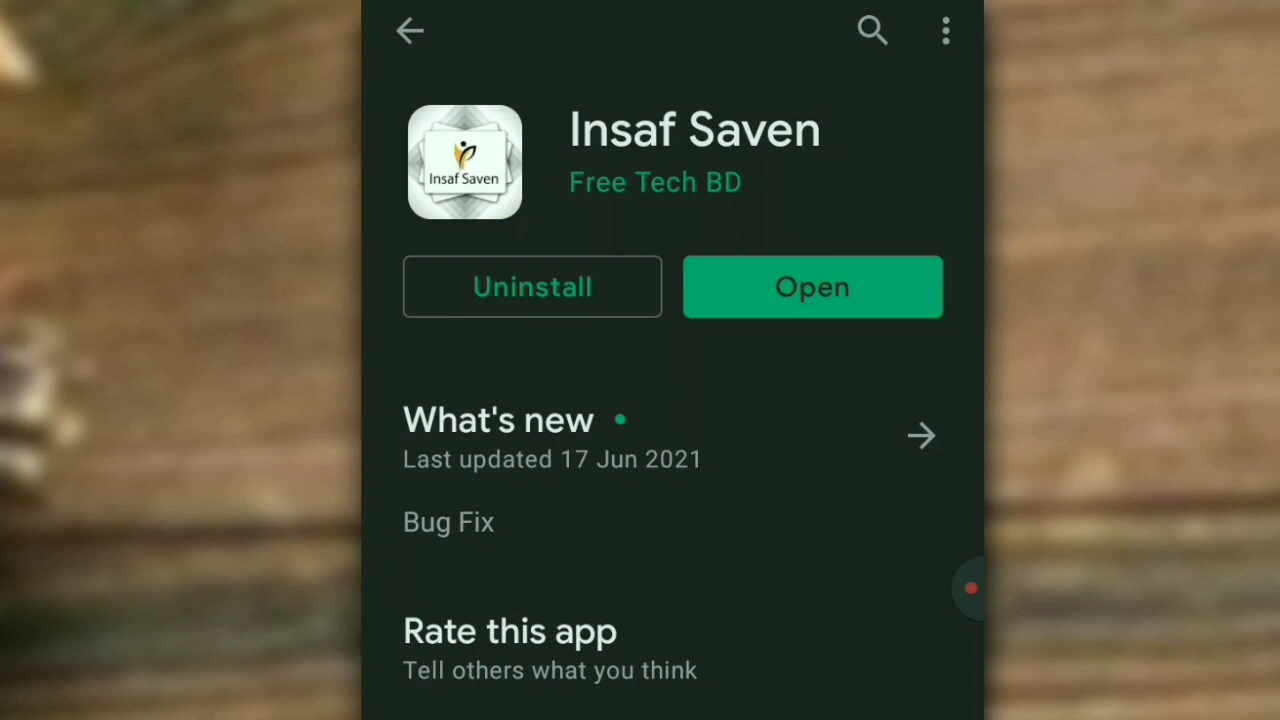 Insaf Saven
Insaf Saven
Free Tech BD
Uninstall
Open
What's new
Last updated 17 Jun 2021
Bug Fix
Rate this app
Tell others what you think